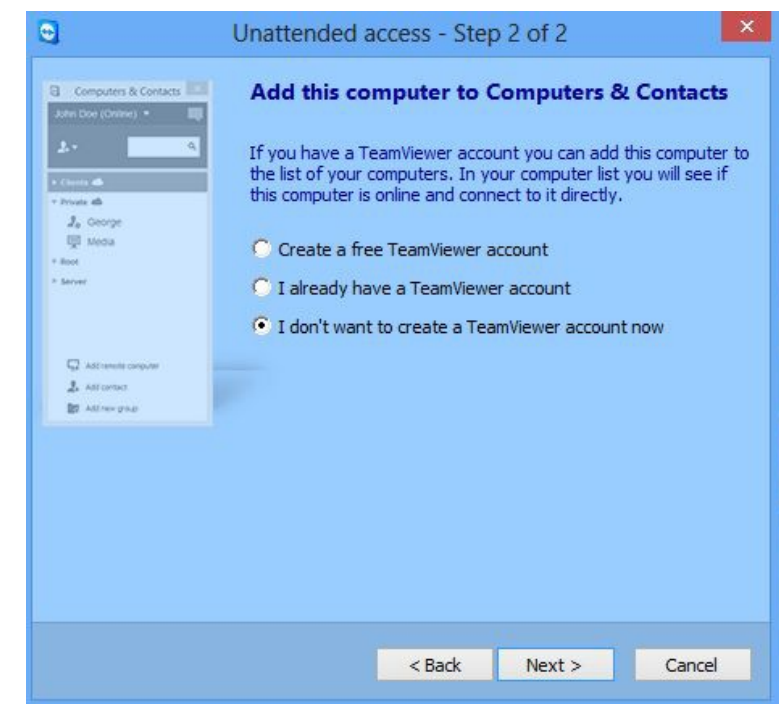 Unattended access - Step 2 of 2
Computers & Contacts
John Doe (Online)
Clients
Private
George
Media
Root
Server
Add remote computer
Add contact
Add new group
Add this computer to Computers & Contacts
If you have a TeamViewer account you can add this computer to
the list of your computers. In your computer list you will see if
this computer is online and connect to it directly.
Create a free TeamViewer account
I already have a TeamViewer account
I don't want to create a TeamViewer account now
< Back
Next >
Cancel